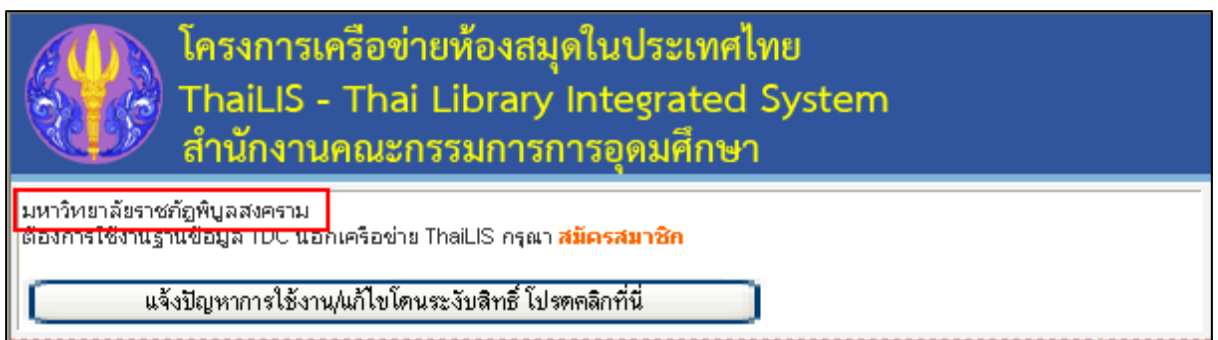 โครงการเครือข่ายห้องสมุดในประเทศไทย
ThaiLIS - Thai Library Integrated System
สำนักงานคณะกรรมการการอุดมศึกษา
มหาวิทยาลัยราชภัฏพิบูลสงคราม
ต้องการใช้งานฐานข้อมูล TDC นอกเครือข่าย ThaiLIS กรุณา สมัครสมาชิก
แจ้งปัญหาการใช้งาน/แก้ไขโดนระงับสิทธิ์ โปรดคลิกที่นี่